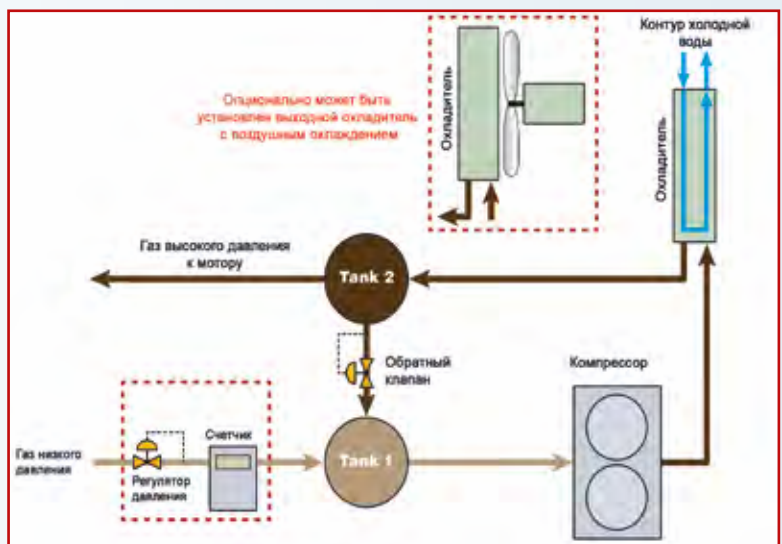 Контур холодной
воды
Охладитель
Опционально может быть
установлен выходной охладитель
с воздушным охлаждением
Охладитель
Газ высокого давления
к мотору
Tank 2
Обратный
клапан
Компрессор
Счетчик
Газ низкого
давления
Регулятор
давления
Tank 1